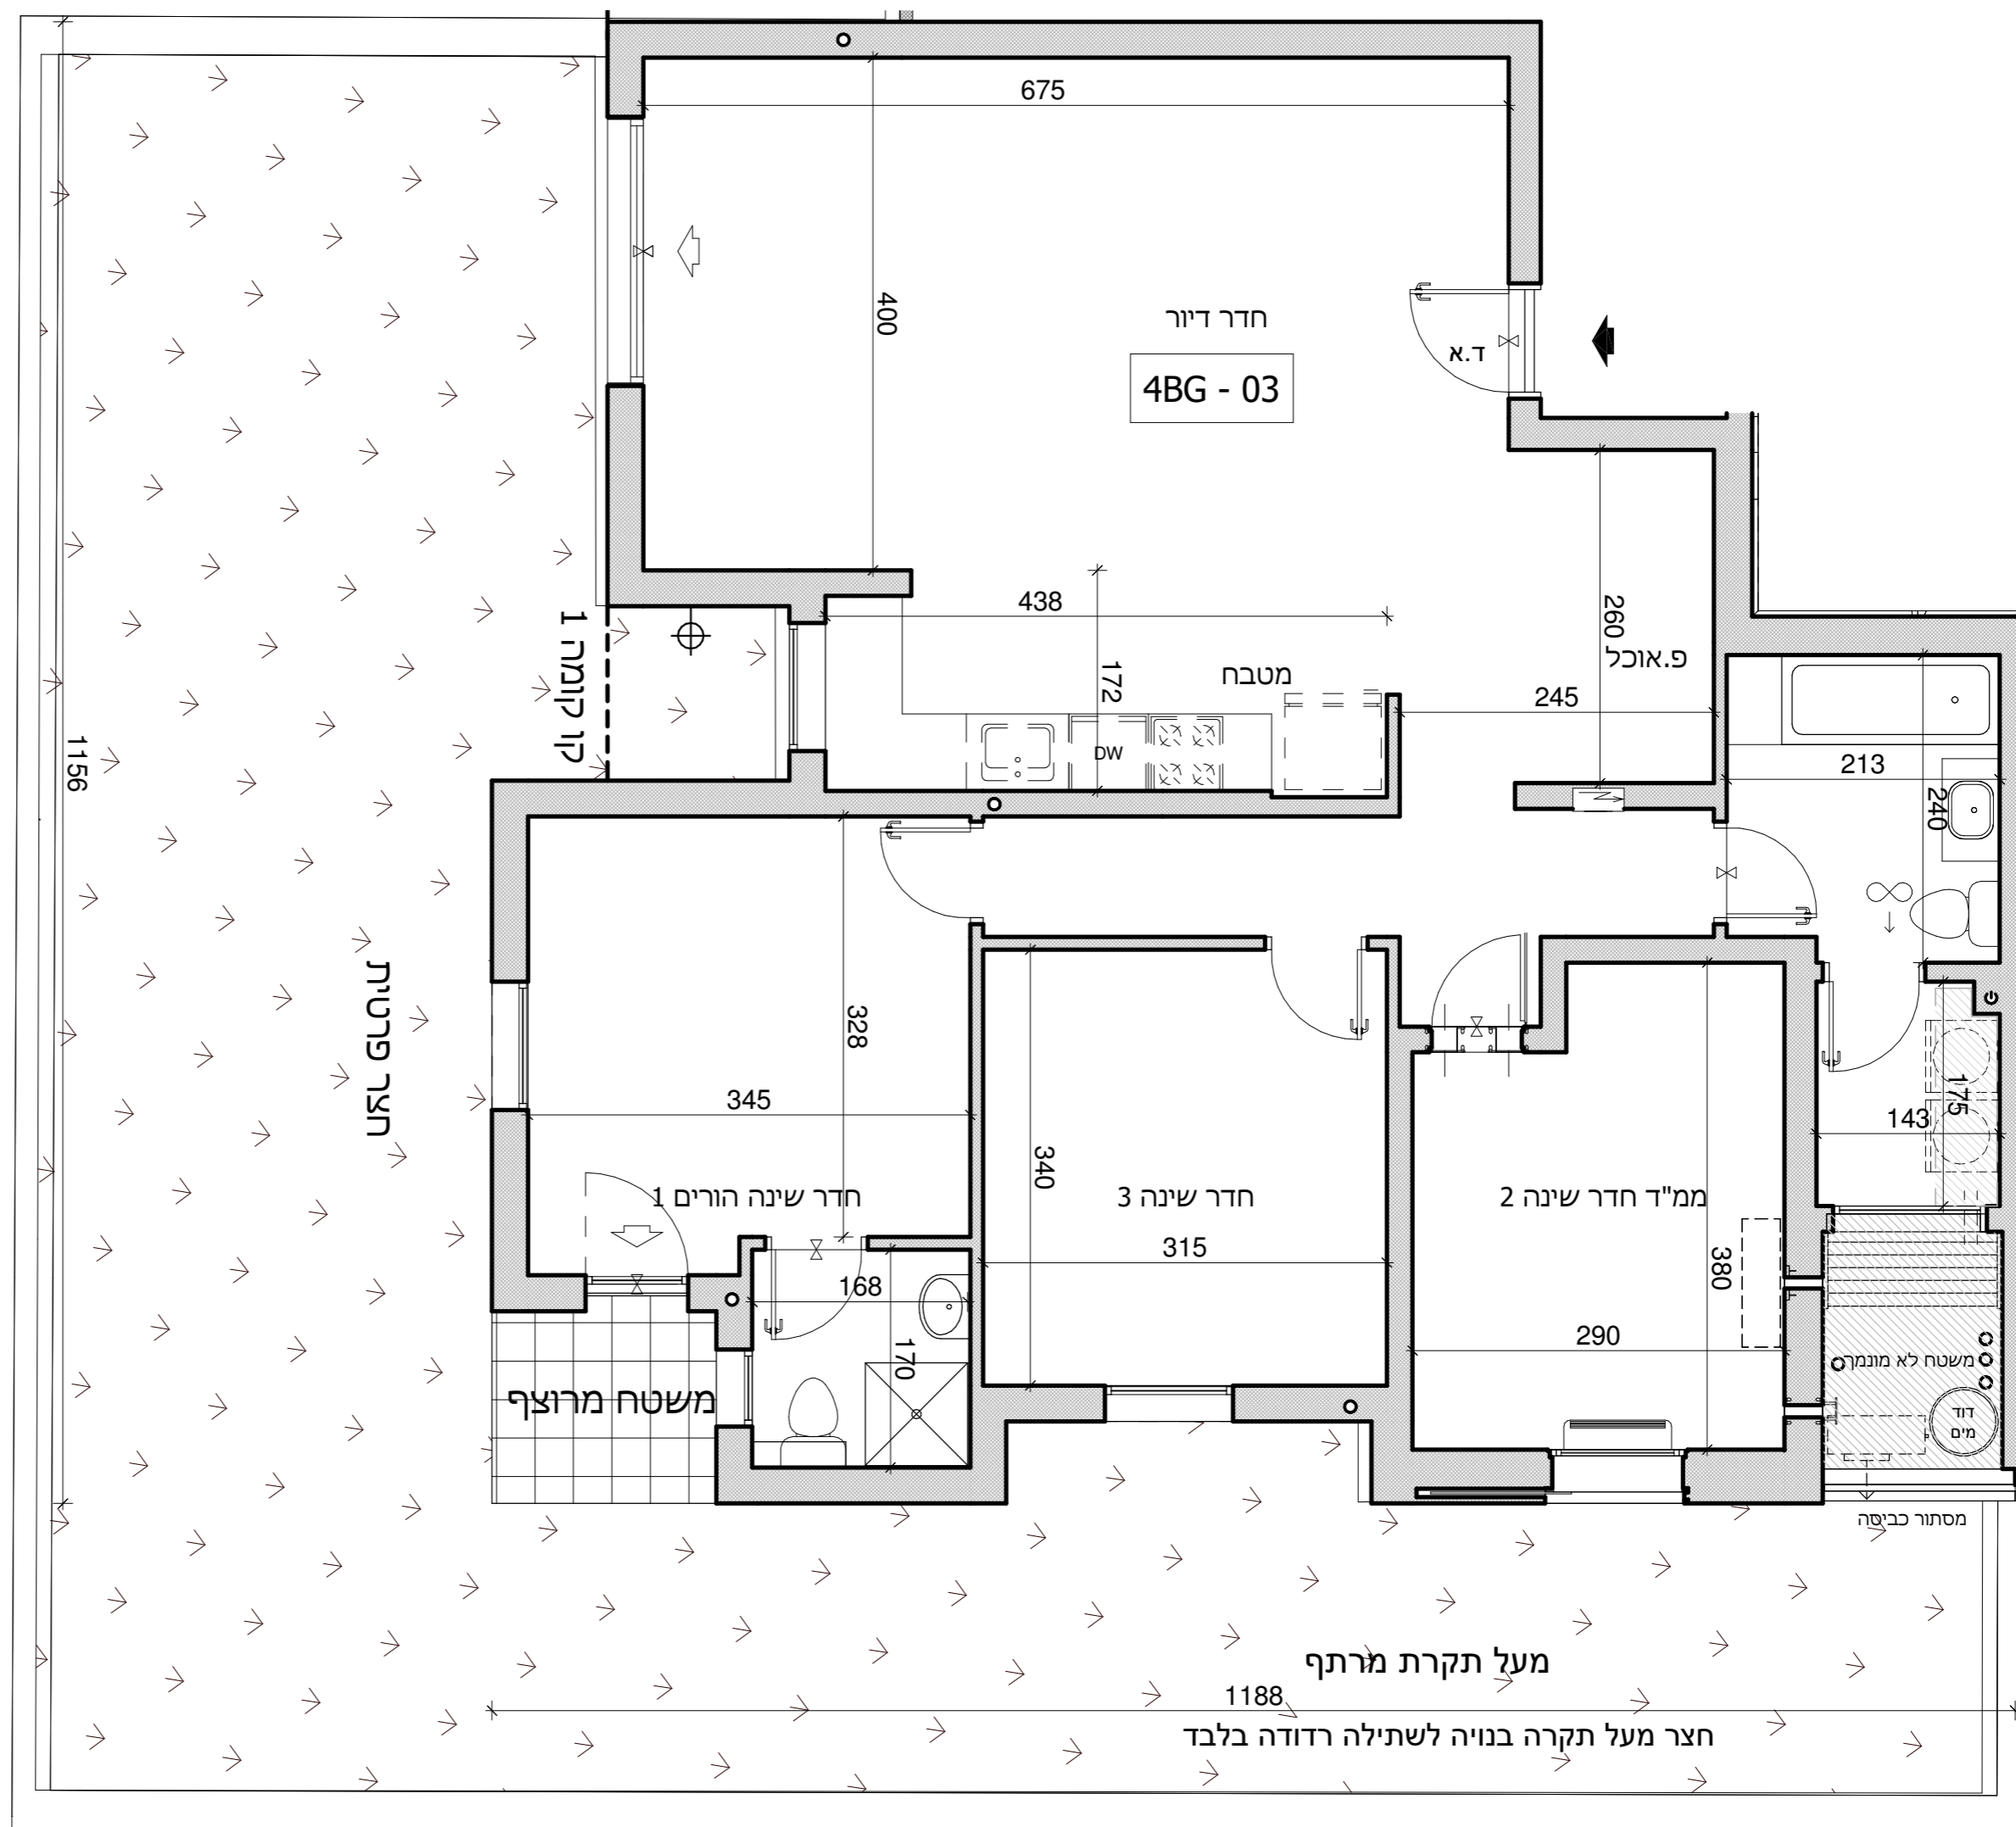 675
400
חדר דיור
4BG - 03
ד.א
438
260
פ.אוכל
קו קומה 1
172
מטבח
245
DW
213
240
1156
חצר פרטית
328
345
175
143
340
חדר שינה הורים 1
חדר שינה 3
ממ"ד חדר שינה 2
315
380
168
290
170
משטח לא מונמך
משטח מרוצף
דוד
מים
מסתור כביסה
מעל תקרת מרתף
1188
חצר מעל תקרה בנויה לשתילה רדודה בלבד